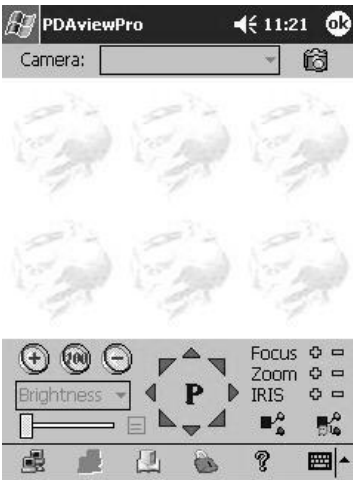 PDAviewPro 11:21 ok
Camera:
100
Focus
Zoom
Brightness P IRIS
?